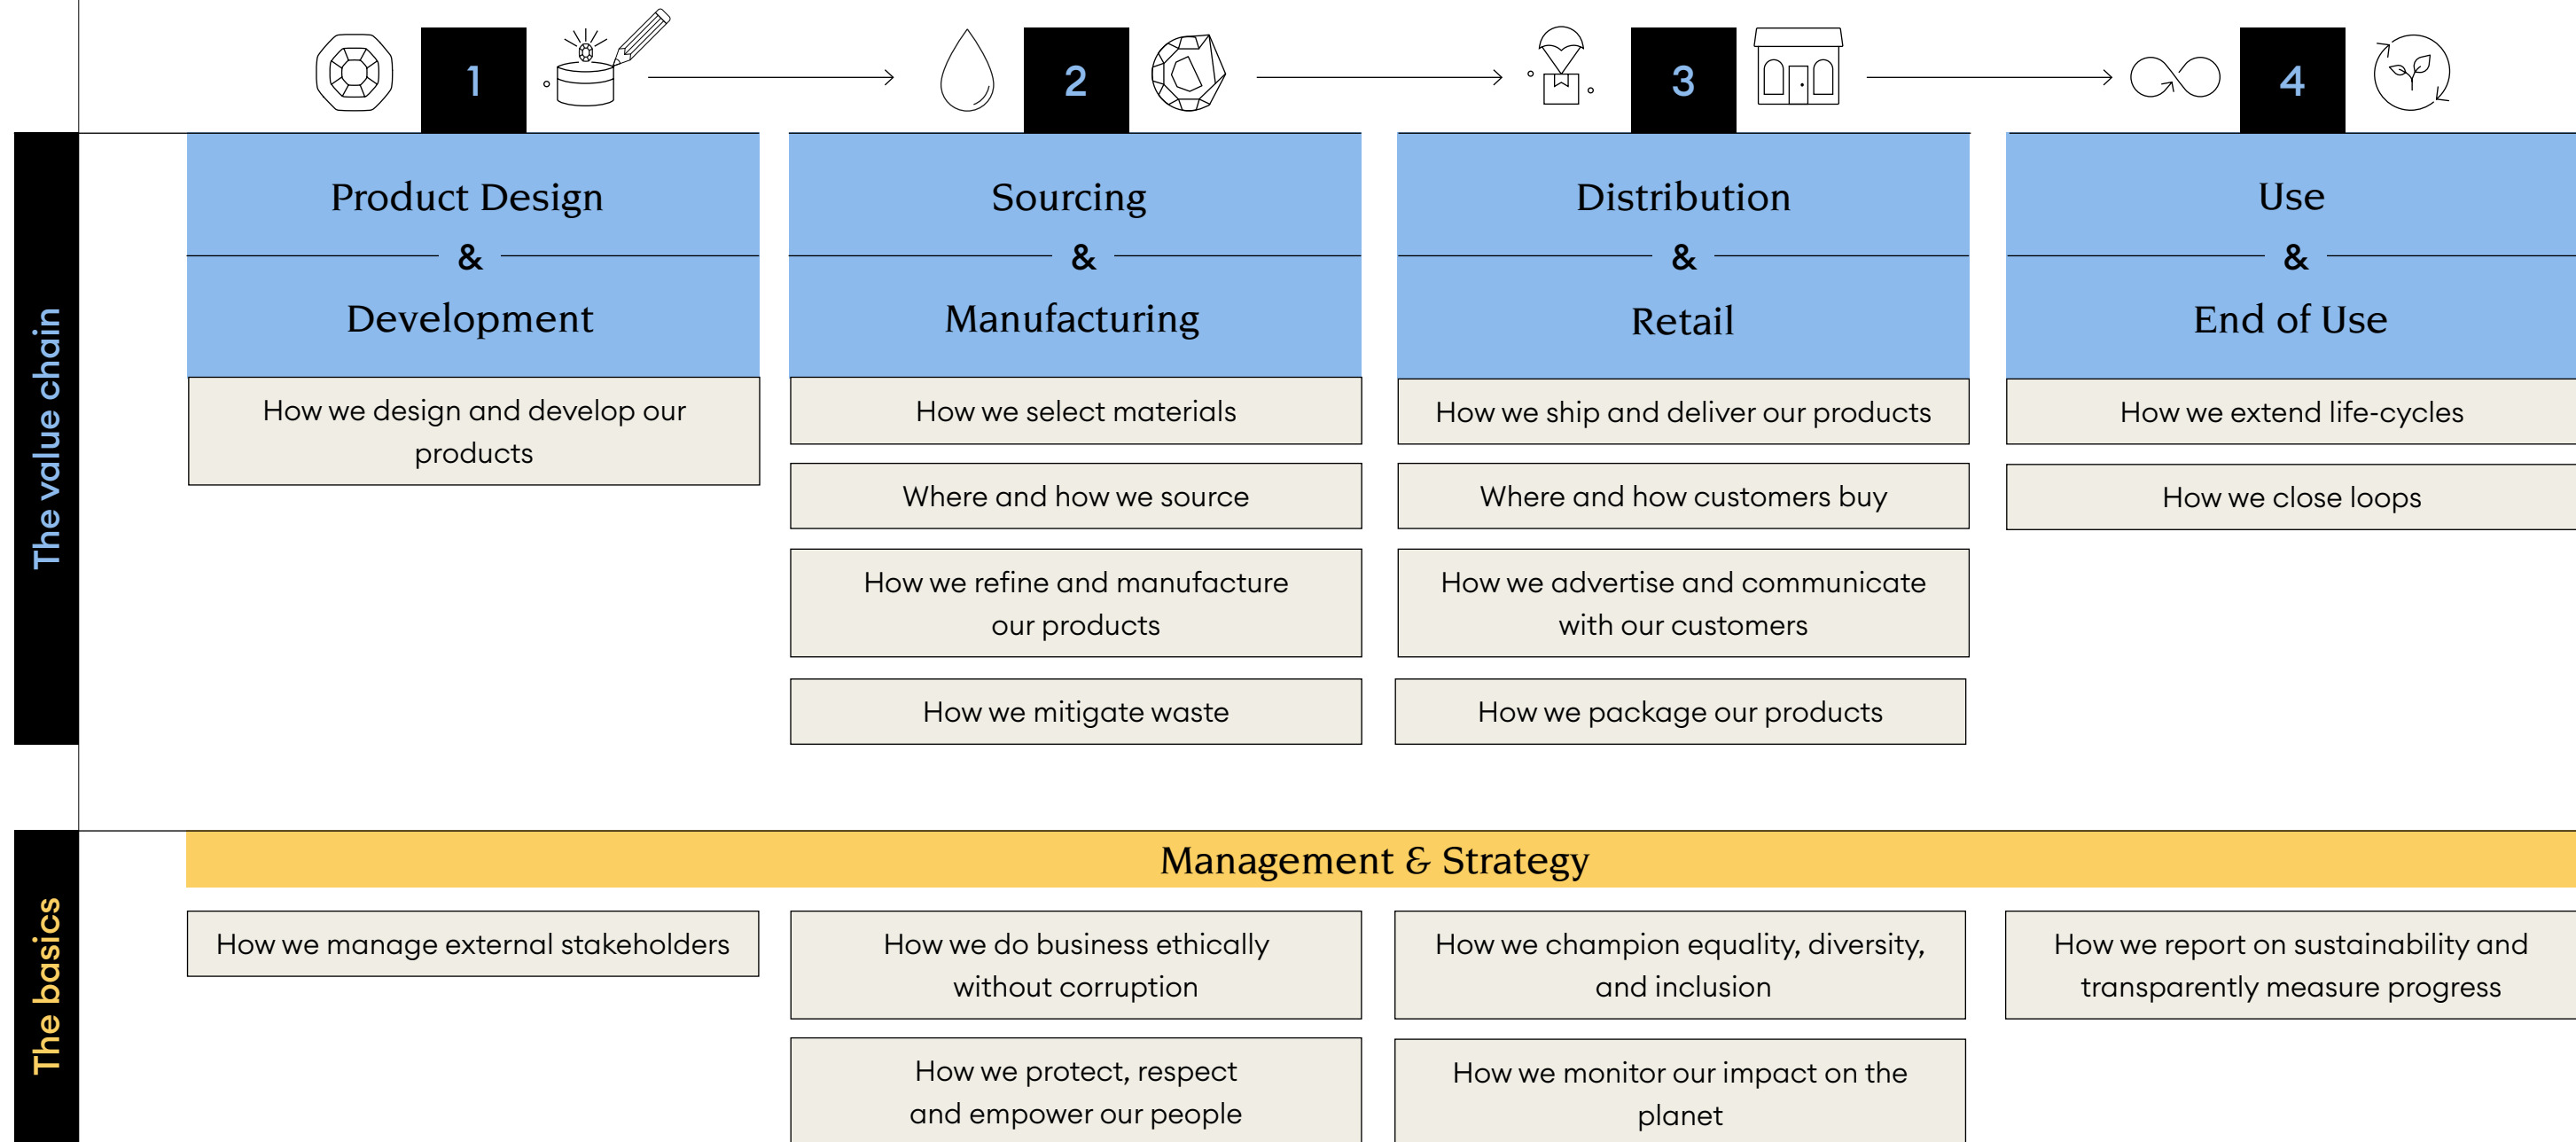 1
2
3
4
The value chain
Product Design
&
Development
How we design and develop our
products
Sourcing
&
Manufacturing
How we select materials
Where and how we source
How we refine and manufacture
our products
How we mitigate waste
Distribution
&
Retail
How we ship and deliver our products
Where and how customers buy
How we advertise and communicate
with our customers
How we package our products
Use
&
End of Use
How we extend life-cycles
How we close loops
The basics
Management & Strategy
How we manage external stakeholders
How we do business ethically
without corruption
How we protect, respect
and empower our people
How we champion equality, diversity,
and inclusion
How we monitor our impact on the
planet
How we report on sustainability and
transparently measure progress